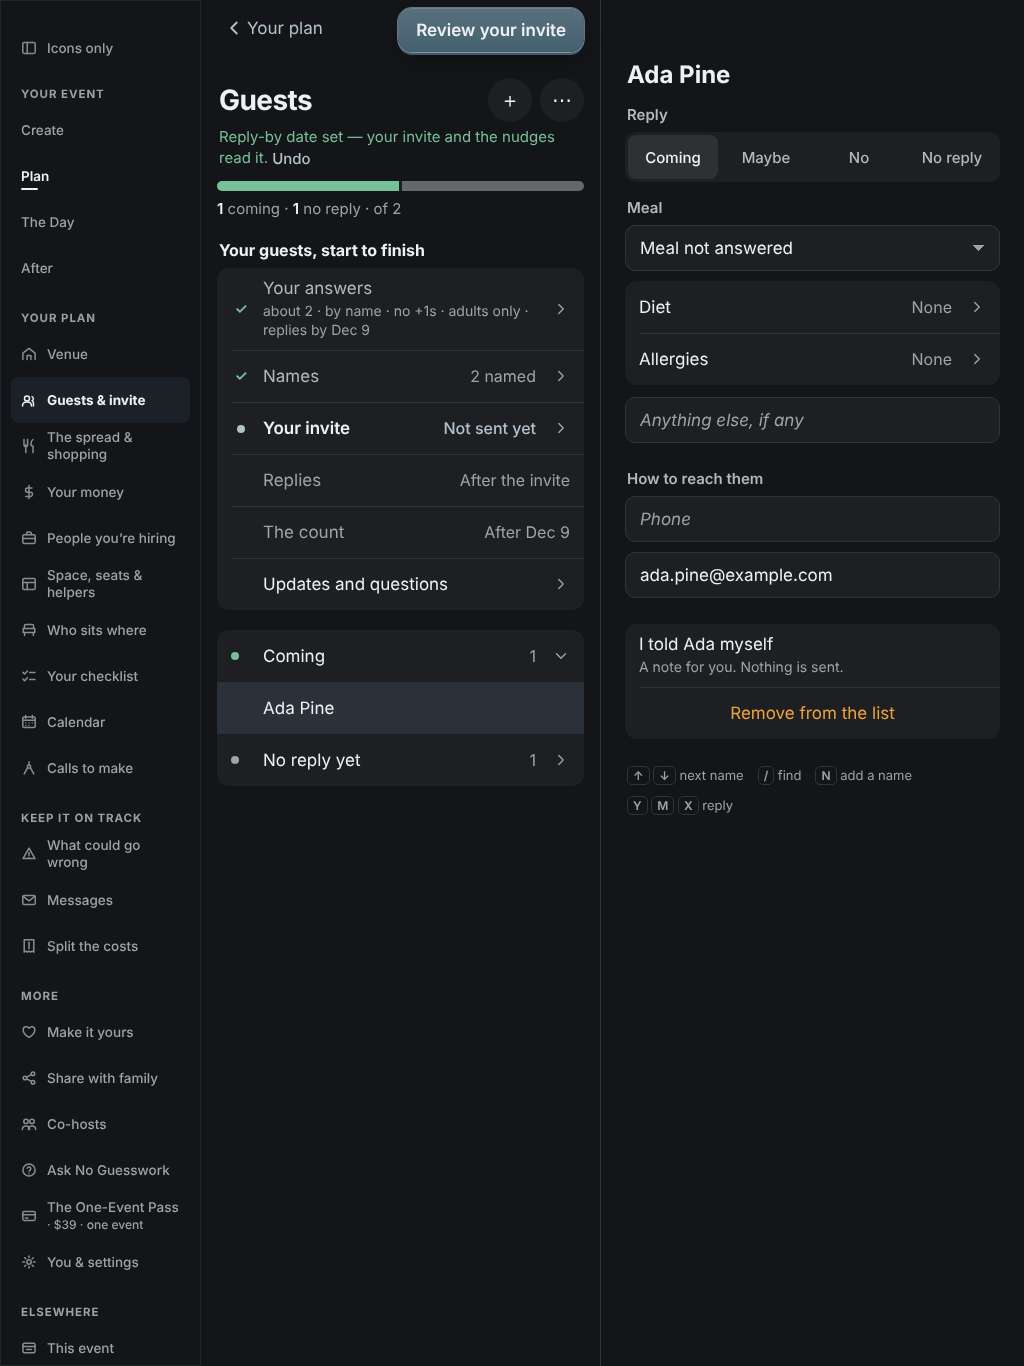 Icons only
YOUR EVENT
Create
Plan
The Day
After
YOUR PLAN
Venue
Guests & invite
The spread &
shopping
Your money
People you're hiring
Space, seats &
helpers
Who sits where
Your checklist
Calendar
Calls to make
KEEP IT ON TRACK
What could go
wrong
Messages
Split the costs
MORE
Make it yours
Share with family
Co-hosts
Ask No Guesswork
The One-Event Pass
· $39 · one event
You & settings
ELSEWHERE
This event
Your plan
Review your invite
Guests
+ ···
Reply-by date set — your invite and the nudges
read it. Undo
1 coming · 1 no reply · of 2
Your guests, start to finish
Your answers
about 2 · by name · no +1s · adults only ·
replies by Dec 9
Names 2 named
Your invite Not sent yet
Replies After the invite
The count After Dec 9
Updates and questions
Coming 1
Ada Pine
No reply yet 1
Ada Pine
Reply
Coming Maybe No No reply
Meal
Meal not answered
Diet None
Allergies None
Anything else, if any
How to reach them
Phone
ada.pine@example.com
I told Ada myself
A note for you. Nothing is sent.
Remove from the list
↑ ↓ next name / find N add a name
Y M X reply